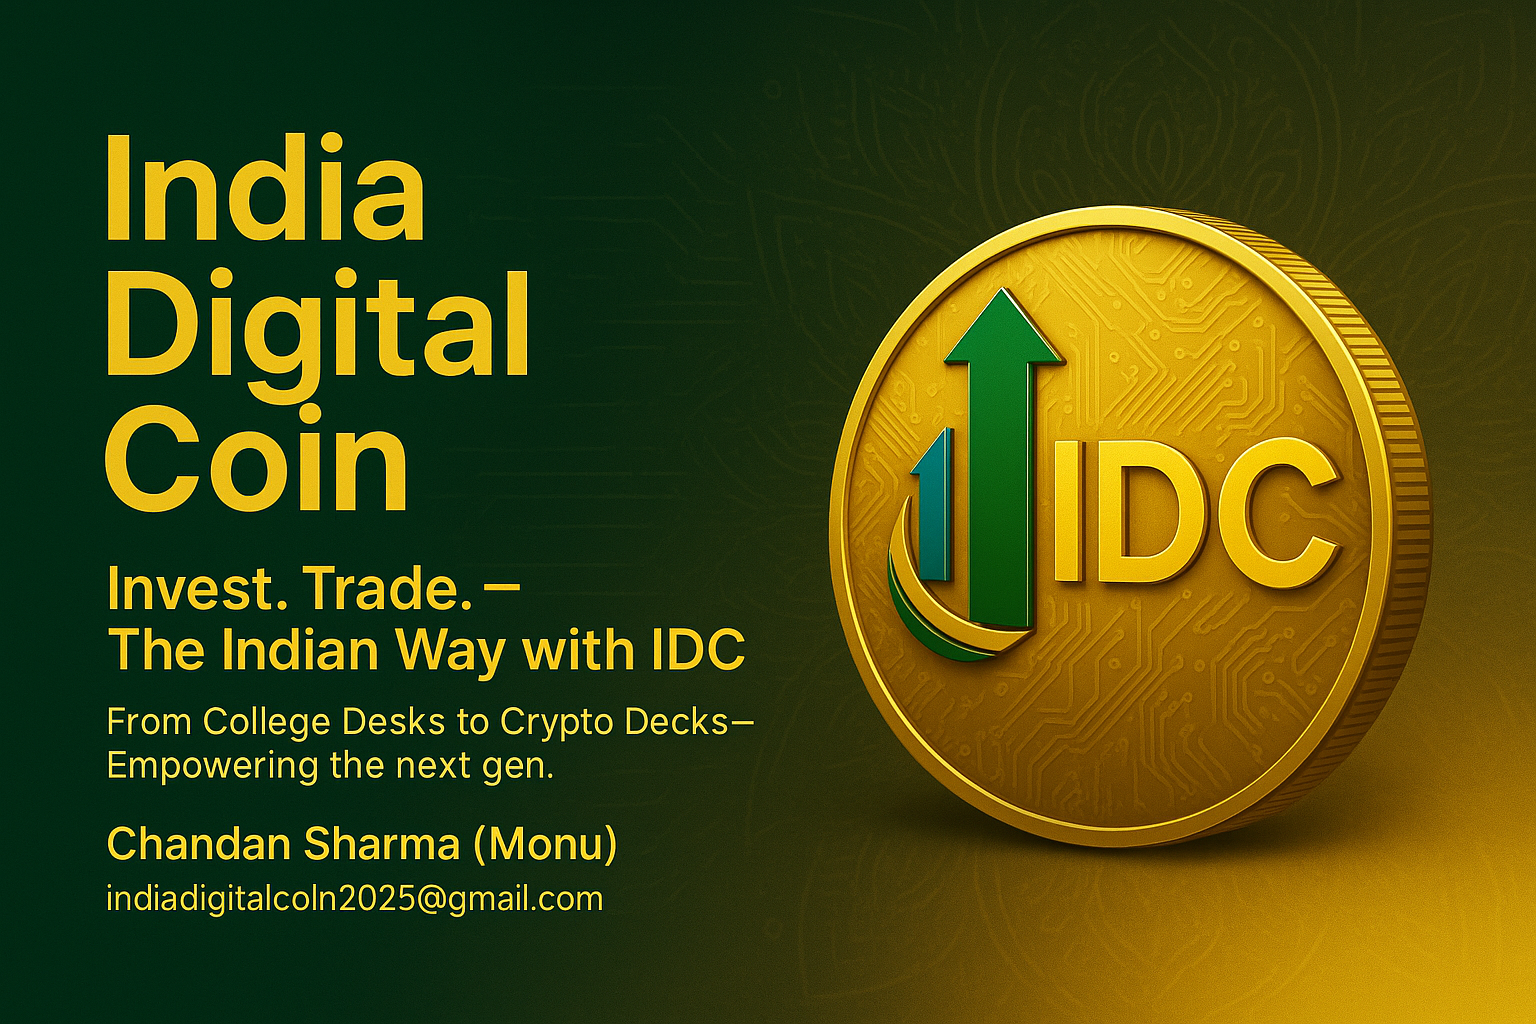 India
Digital
Coin
Invest. Trade. –
The Indian Way with IDC
From College Desks to Crypto Decks–
Empowering the next gen.
Chandan Sharma (Monu)
indiadigitalcoln2025@gmail.com
IDC